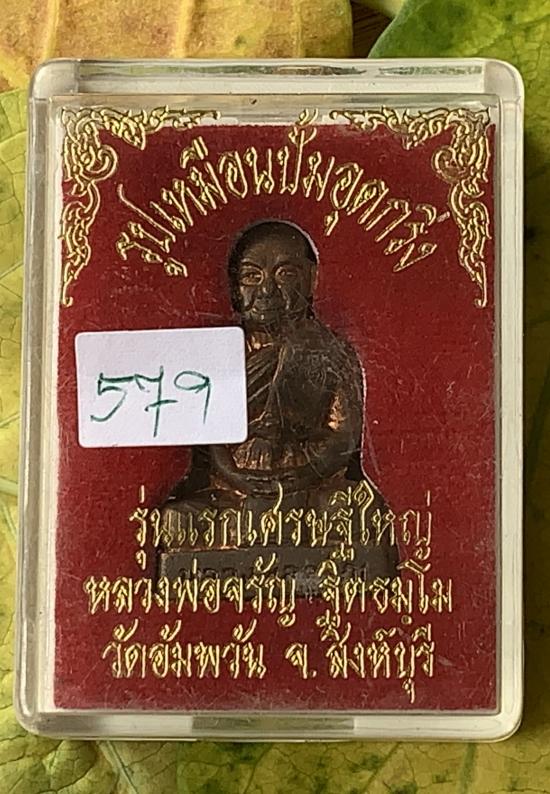 รูปเหมือนปั๊มอุดกริ่ง
579
รุ่นแรกเศรษฐีใหญ่
หลวงพ่อจรัญ ฐิตธมฺโม
วัดอัมพวัน จ. สิงห์บุรี